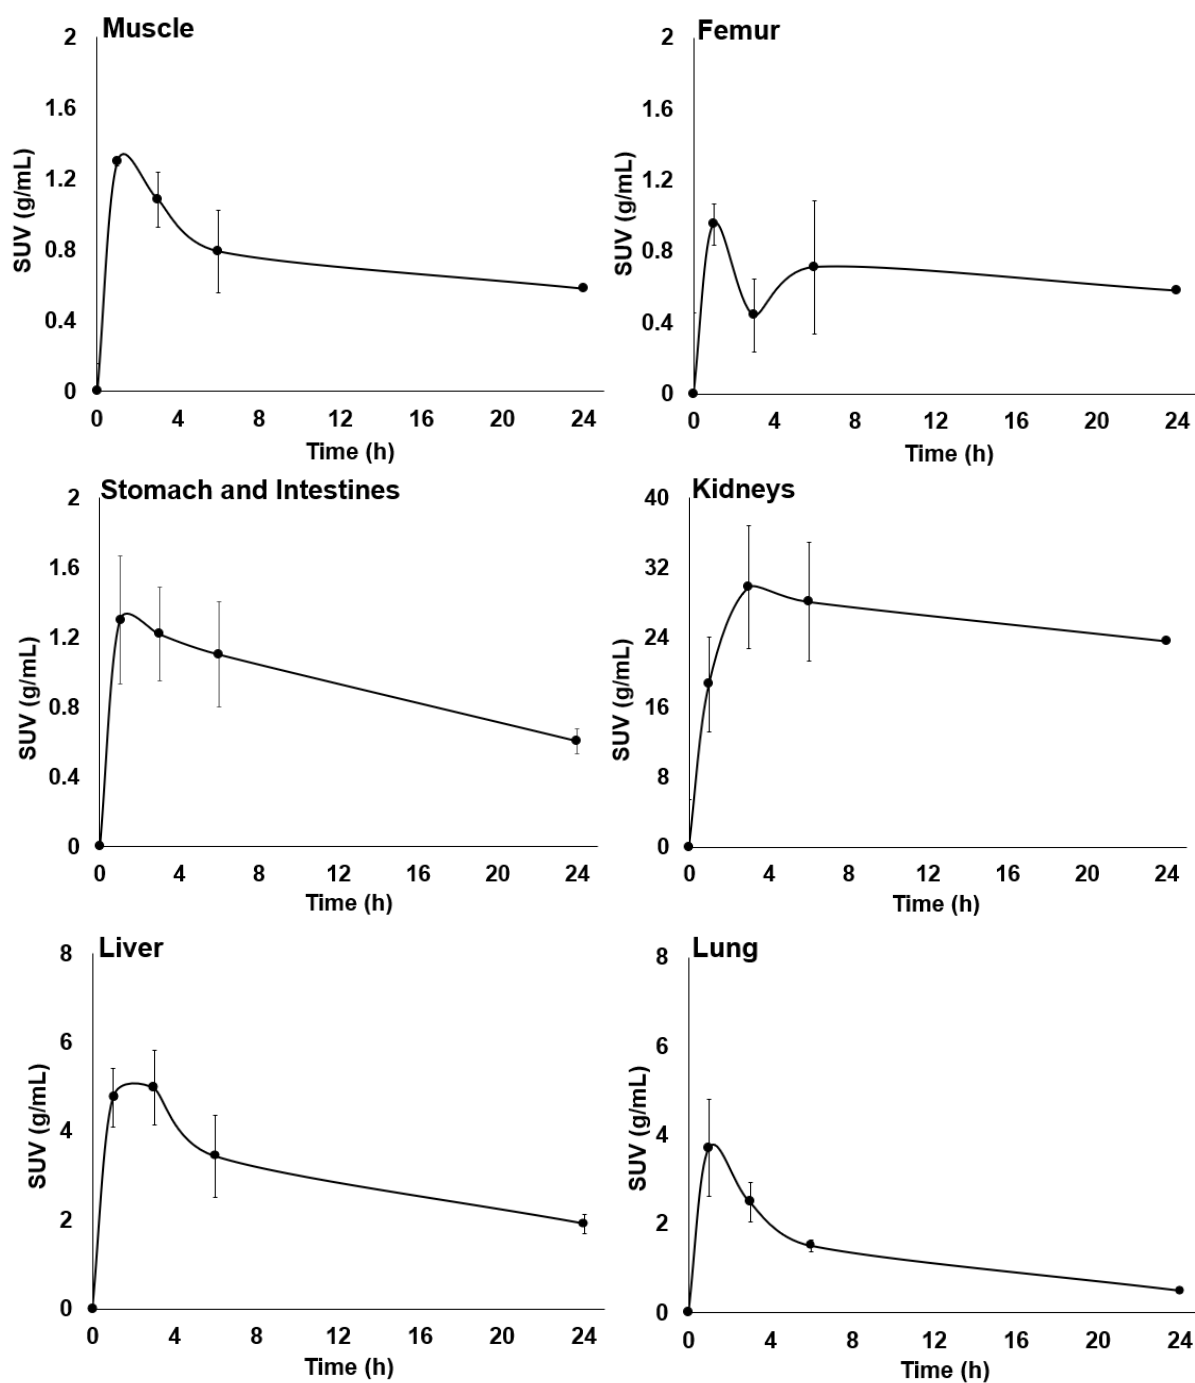 Muscle
2
1.6
1.2
0.8
0.4
0
SUV (g/mL)
0 4 8 12 16 20 24
Time (h)
Femur
2
1.6
1.2
0.8
0.4
0
SUV (g/mL)
0 4 8 12 16 20 24
Time (h)
Stomach and Intestines
2
1.6
1.2
0.8
0.4
0
SUV (g/mL)
0 4 8 12 16 20 24
Time (h)
Kidneys
40
32
24
16
8
0
SUV (g/mL)
0 4 8 12 16 20 24
Time (h)
Liver
8
6
4
2
0
SUV (g/mL)
0 4 8 12 16 20 24
Time (h)
Lung
8
6
4
2
0
SUV (g/mL)
0 4 8 12 16 20 24
Time (h)